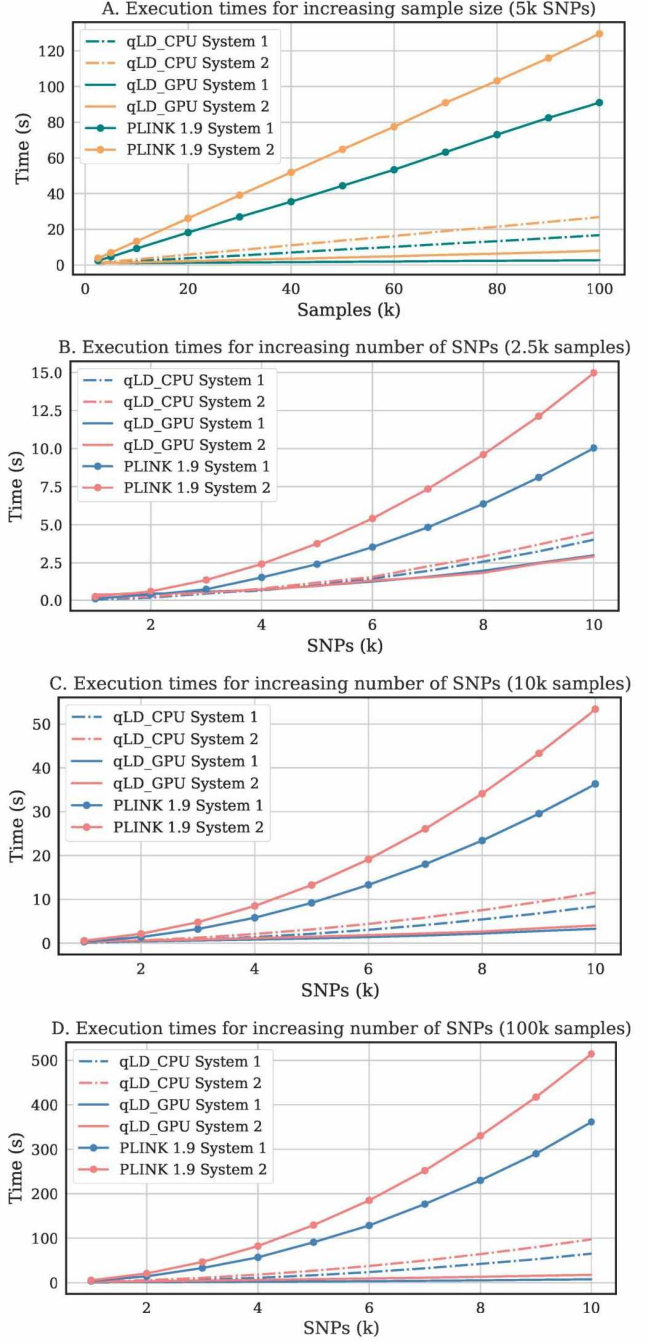 A. Execution times for increasing sample size (5k SNPs)
qLD_CPU System 1
qLD_CPU System 2
qLD_GPU System 1
qLD_GPU System 2
PLINK 1.9 System 1
PLINK 1.9 System 2
120
100
80
60
40
20
0
Time (s)
0 20 40 60 80 100
Samples (k)
B. Execution times for increasing number of SNPs (2.5k samples)
qLD_CPU System 1
qLD_CPU System 2
qLD_GPU System 1
qLD_GPU System 2
PLINK 1.9 System 1
PLINK 1.9 System 2
15.0
12.5
10.0
7.5
5.0
2.5
0.0
Time (s)
2 4 6 8 10
SNPs (k)
C. Execution times for increasing number of SNPs (10k samples)
qLD_CPU System 1
qLD_CPU System 2
qLD_GPU System 1
qLD_GPU System 2
PLINK 1.9 System 1
PLINK 1.9 System 2
50
40
30
20
10
0
Time (s)
2 4 6 8 10
SNPs (k)
D. Execution times for increasing number of SNPs (100k samples)
qLD_CPU System 1
qLD_CPU System 2
qLD_GPU System 1
qLD_GPU System 2
PLINK 1.9 System 1
PLINK 1.9 System 2
500
400
300
200
100
0
Time (s)
2 4 6 8 10
SNPs (k)